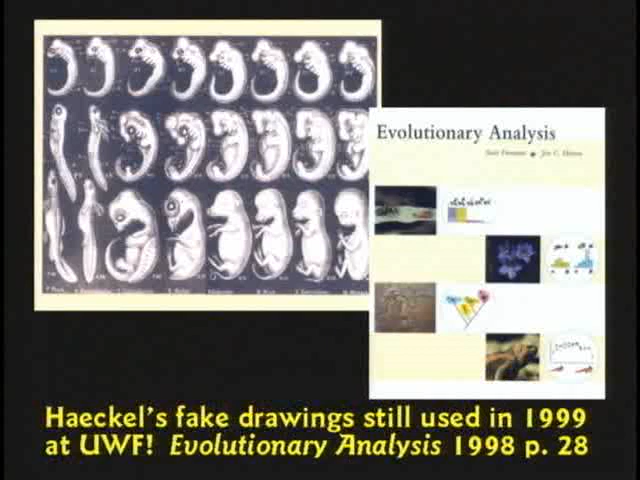 Evolutionary Analysis
Haeckel's fake drawings still used in 1999
at UWF! Evolutionary Analysis 1998 p. 28